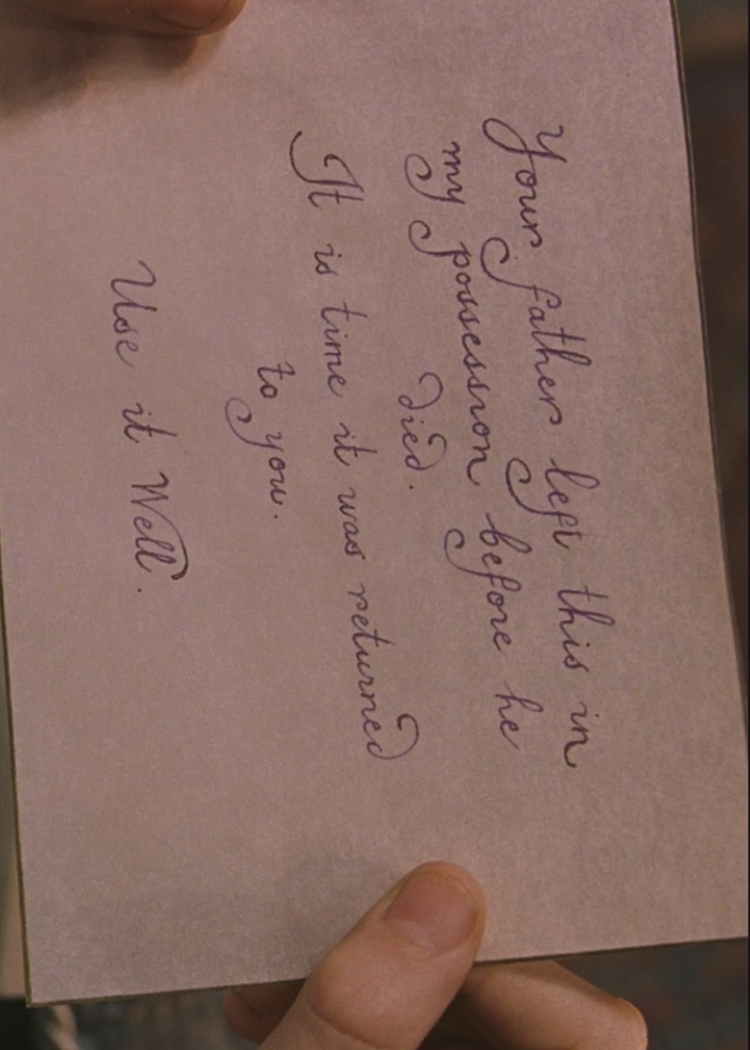 Your father left this in
my possession before he
died.
It is time it was returned
to you.
Use it Well.